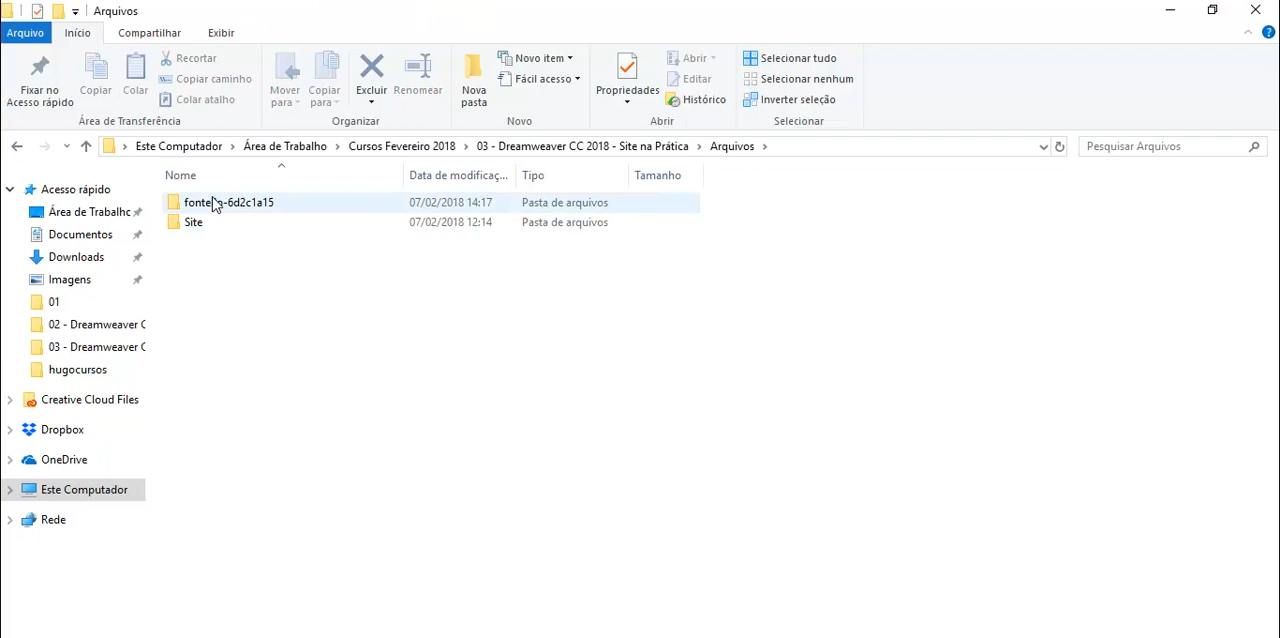 Arquivos
Arquivo Início Compartilhar Exibir
Fixar no Acesso rápido
Copiar
Colar
Recortar
Copiar caminho
Colar atalho
Área de Transferência
Mover para
Copiar para
Excluir
Renomear
Organizar
Nova pasta
Novo item
Fácil acesso
Novo
Propriedades
Abrir
Editar
Histórico
Abrir
Selecionar tudo
Selecionar nenhum
Inverter seleção
Selecionar
Este Computador Área de Trabalho Cursos Fevereiro 2018 03 - Dreamweaver CC 2018 - Site na Prática Arquivos
Pesquisar Arquivos
Nome Data de modificaç... Tipo Tamanho
-6d2c1a15 07/02/2018 14:17 Pasta de arquivos
Site 07/02/2018 12:14 Pasta de arquivos
Acesso rápido
Área de Trabalhc
Documentos
Downloads
Imagens
01
02 - Dreamweaver C
03 - Dreamweaver C
hugocursos
Creative Cloud Files
Dropbox
OneDrive
Este Computador
Rede